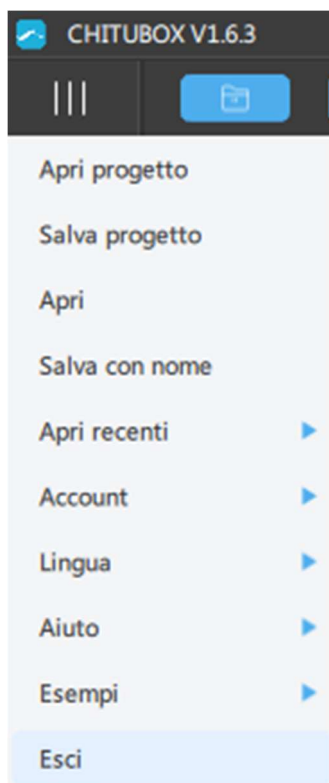 CHITUBOX V1.6.3
Apri progetto
Salva progetto
Apri
Salva con nome
Apri recenti
Account
Lingua
Aiuto
Esempi
Esci